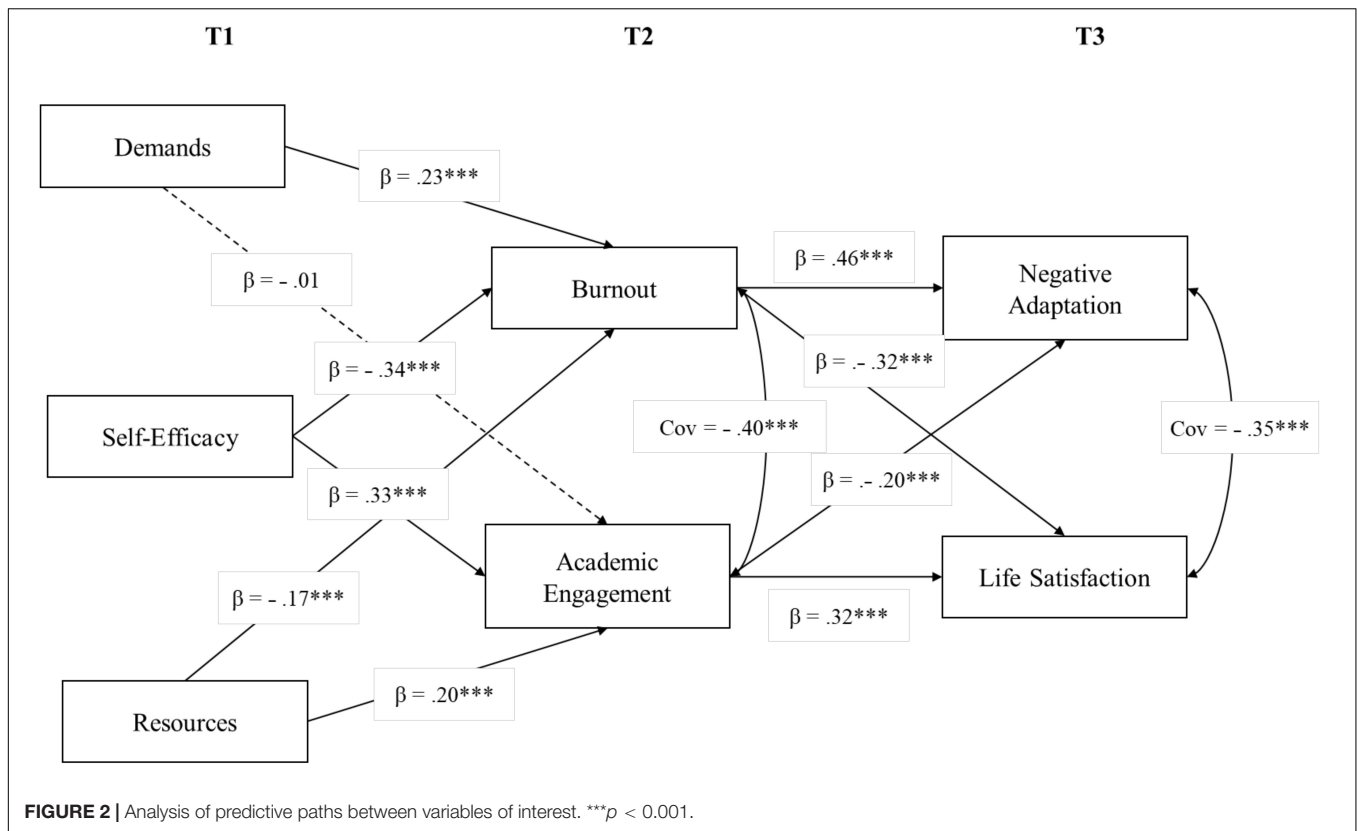 T1
T2
T3
Demands
β = .23***
β = - .01
Burnout
β = .46***
Negative
Adaptation
β = - .34***
β = .- .32***
Self-Efficacy
Cov = - .40***
Cov = - .35***
β = .33***
β = .- .20***
Academic
Engagement
Life Satisfaction
β = - .17***
β = .32***
β = .20***
Resources
FIGURE 2 | Analysis of predictive paths between variables of interest. ***p < 0.001.